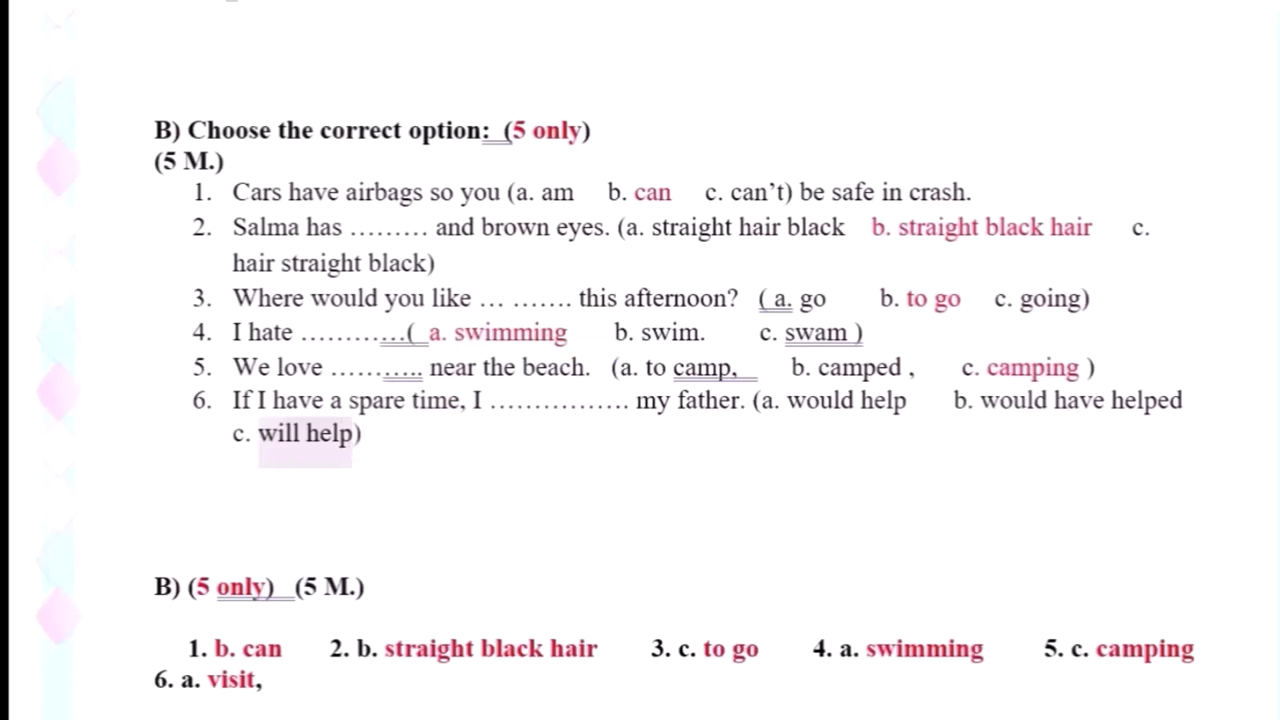 B) Choose the correct option: (5 only)
(5 M.)
1. Cars have airbags so you (a. am b. can c. can’t) be safe in crash.
2. Salma has ……… and brown eyes. (a. straight hair black b. straight black hair c.
hair straight black)
3. Where would you like … ……. this afternoon? ( a. go b. to go c. going)
4. I hate …………( a. swimming b. swim. c. swam )
5. We love ………... near the beach. (a. to camp, b. camped , c. camping )
6. If I have a spare time, I ……………. my father. (a. would help b. would have helped
c. will help)
B) (5 only) (5 M.)
1. b. can 2. b. straight black hair 3. c. to go 4. a. swimming 5. c. camping
6. a. visit,